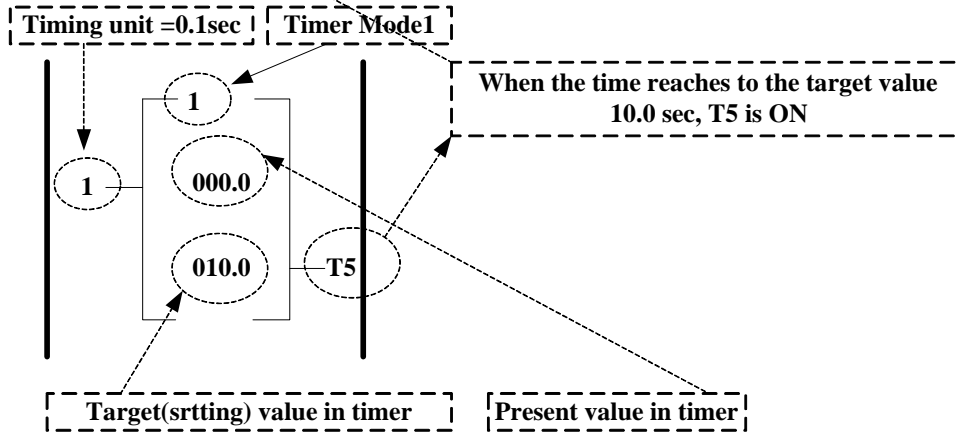 Timing unit =0.1sec
Timer Mode1
When the time reaches to the target value
10.0 sec, T5 is ON
1
1
000.0
010.0
T5
Target(srtting) value in timer
Present value in timer